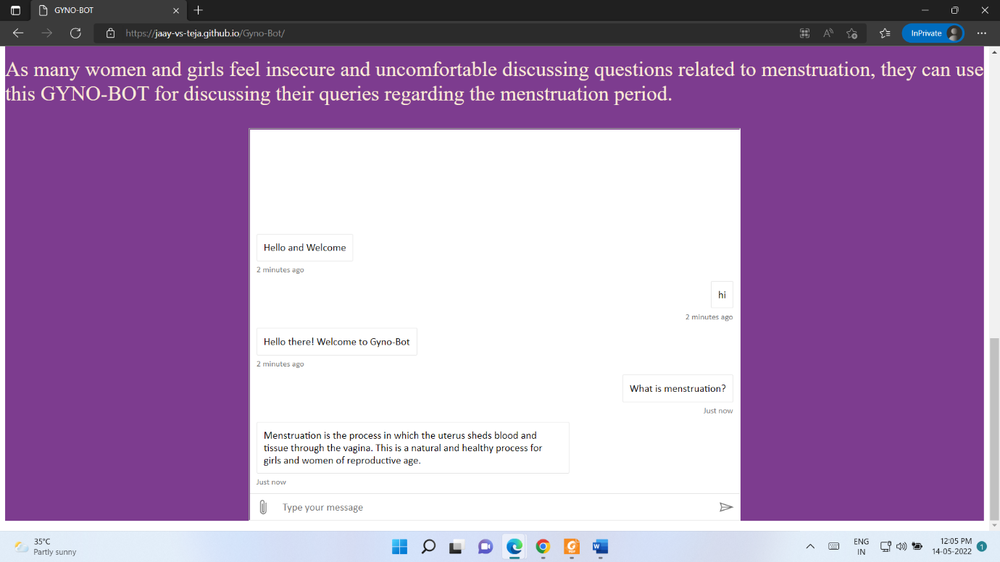 GYNO-BOT
https://jaay-vs-teja.github.io/Gyno-Bot/
InPrivate
As many women and girls feel insecure and uncomfortable discussing questions related to menstruation, they can use
this GYNO-BOT for discussing their queries regarding the menstruation period.
Hello and Welcome
2 minutes ago
hi
2 minutes ago
Hello there! Welcome to Gyno-Bot
2 minutes ago
What is menstruation?
Just now
Menstruation is the process in which the uterus sheds blood and
tissue through the vagina. This is a natural and healthy process for
girls and women of reproductive age.
Just now
Type your message
35°C
Partly sunny
ENG
IN
12:05 PM
14-05-2022
1